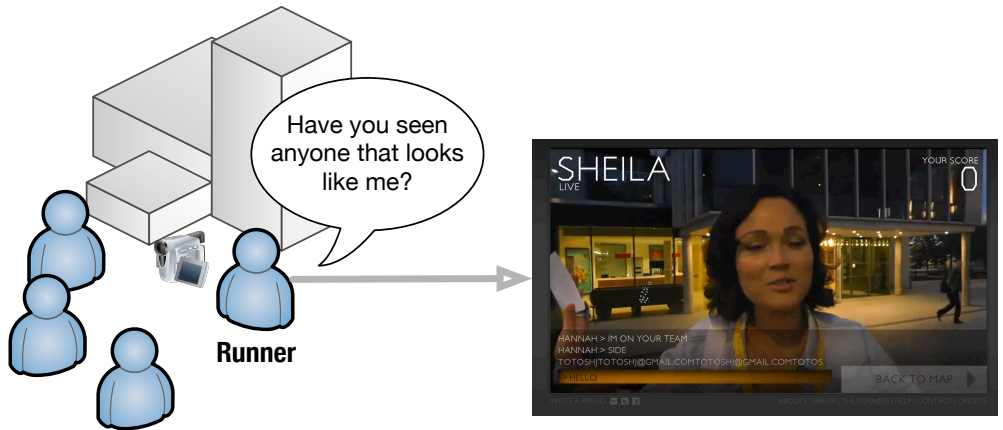 Have you seen
anyone that looks
like me?
Runner
SHEILA
LIVE
YOUR SCORE
0
HANNAH > IM ON YOUR TEAM
HANNAH > SIDE
TOTOSHJTOTOSHJ@GMAIL.COMTOTOSHJ@GMAIL.COMTOTOS
> HELLO
BACK TO MAP
INVITE A FRIEND
ABOUT | TRAILER | THE RUNNERS | HELP | CONTACT | CREDITS